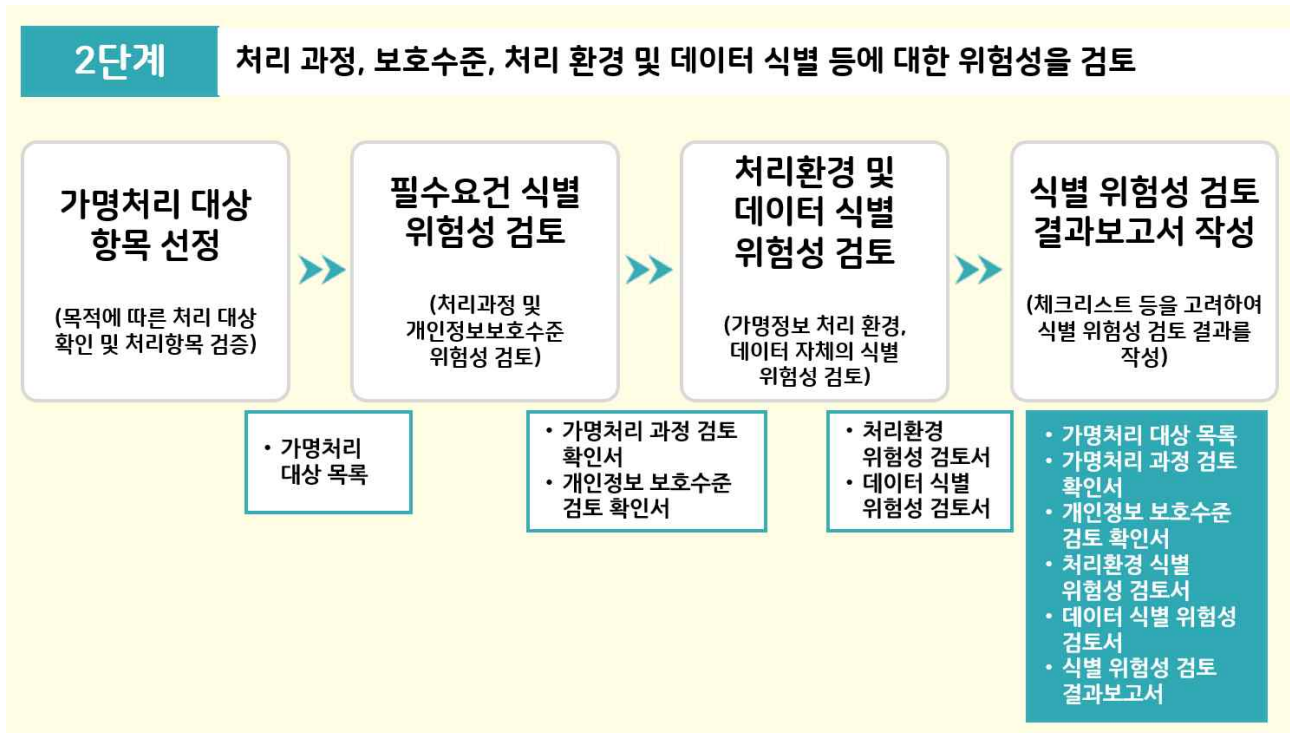 2단계
처리 과정, 보호수준, 처리 환경 및 데이터 식별 등에 대한 위험성을 검토
가명처리 대상
항목 선정
(목적에 따른 처리 대상
확인 및 처리항목 검증)
필수요건 식별
위험성 검토
(처리과정 및
개인정보보호수준
위험성 검토)
처리환경 및
데이터 식별
위험성 검토
(가명정보 처리 환경,
데이터 자체의 식별
위험성 검토)
식별 위험성 검토
결과보고서 작성
(체크리스트 등을 고려하여
식별 위험성 검토 결과를
작성)
• 가명처리
대상 목록
• 가명처리 과정 검토
확인서
• 개인정보 보호수준
검토 확인서
• 처리환경
위험성 검토서
• 데이터 식별
위험성 검토서
• 가명처리 대상 목록
• 가명처리 과정 검토
확인서
• 개인정보 보호수준
검토 확인서
• 처리환경 식별
위험성 검토서
• 데이터 식별 위험성
검토서
• 식별 위험성 검토
결과보고서